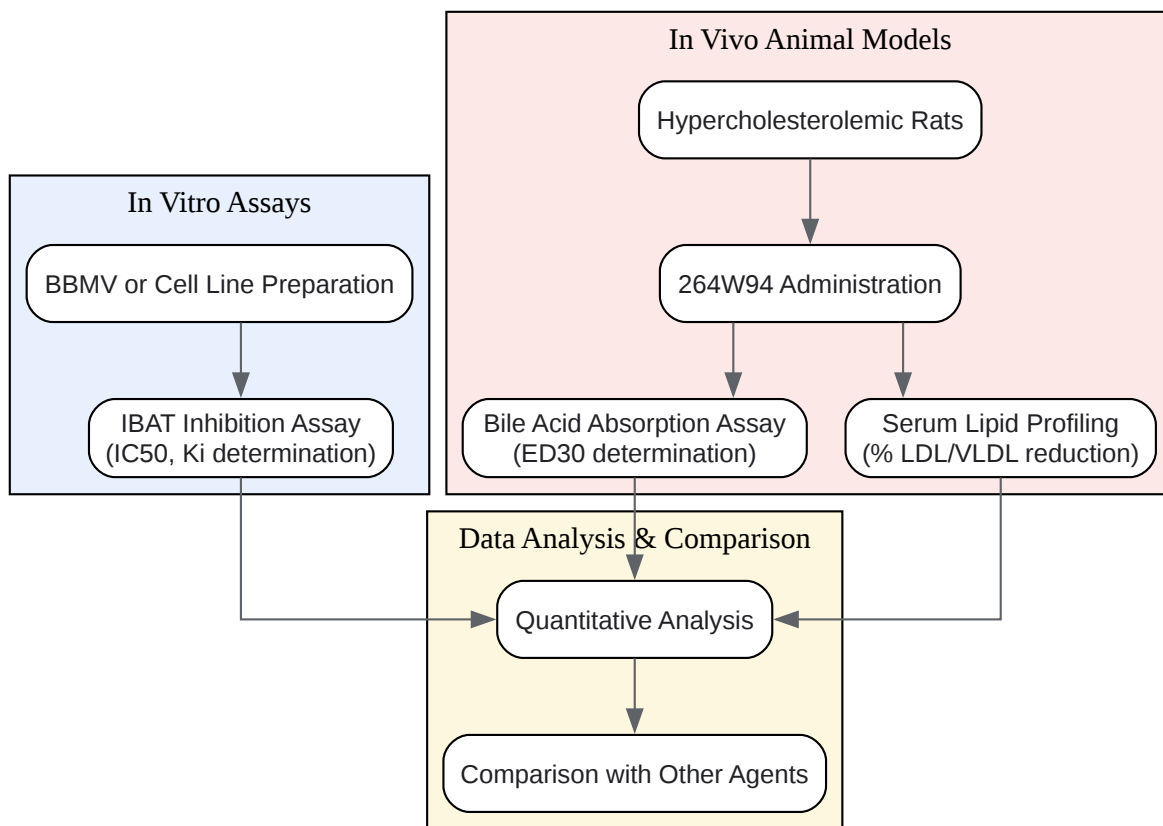 In Vivo Animal Models
Hypercholesterolemic Rats
In Vitro Assays
BBMV or Cell Line Preparation
264W94 Administration
IBAT Inhibition Assay
(IC50, Ki determination)
Bile Acid Absorption Assay
(ED30 determination)
Serum Lipid Profiling
(% LDL/VLDL reduction)
Data Analysis & Comparison
Quantitative Analysis
Comparison with Other Agents